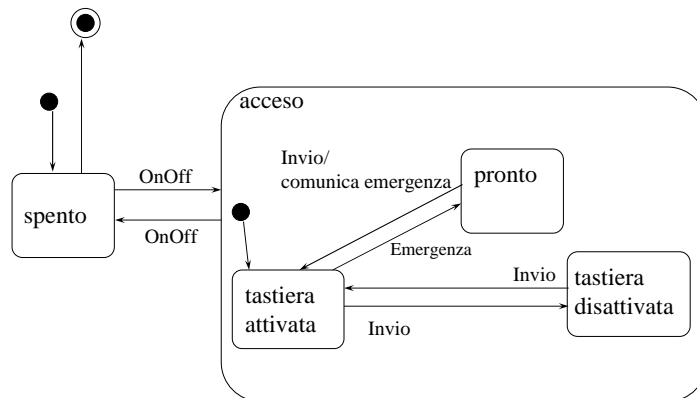 acceso
Invio/
comunica emergenza
pronto
OnOff
spento
OnOff
Emergenza
tastiera
attivata
Invio
tastiera
disattivata
Invio